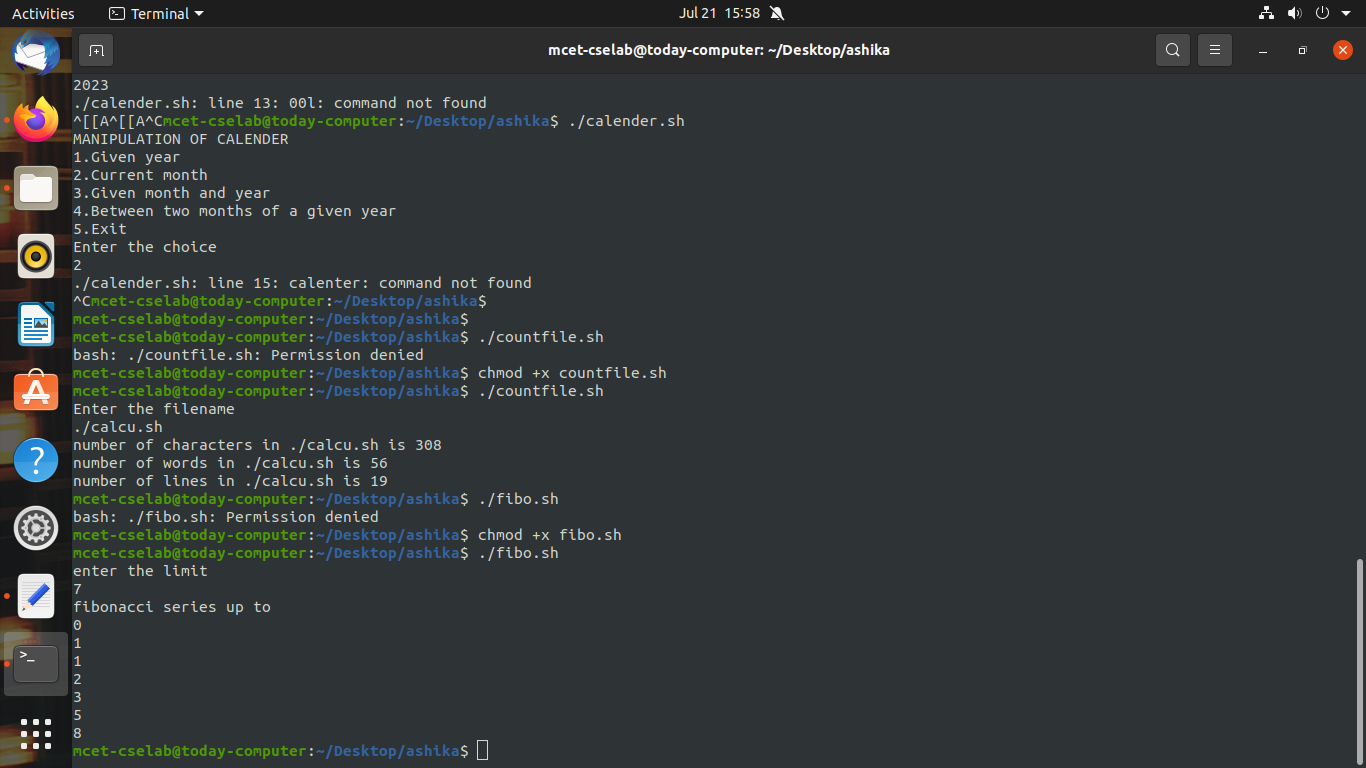 Activities Terminal Jul 21 15:58
mcet-cselab@today-computer: ~/Desktop/ashika
2023
./calender.sh: line 13: 00l: command not found
^[[A^[[A^Cmcet-cselab@today-computer:~/Desktop/ashika$ ./calender.sh
MANIPULATION OF CALENDER
1.Given year
2.Current month
3.Given month and year
4.Between two months of a given year
5.Exit
Enter the choice
2
./calender.sh: line 15: calenter: command not found
^Cmcet-cselab@today-computer:~/Desktop/ashika$
mcet-cselab@today-computer:~/Desktop/ashika$
mcet-cselab@today-computer:~/Desktop/ashika$ ./countfile.sh
bash: ./countfile.sh: Permission denied
mcet-cselab@today-computer:~/Desktop/ashika$ chmod +x countfile.sh
mcet-cselab@today-computer:~/Desktop/ashika$ ./countfile.sh
Enter the filename
./calcu.sh
number of characters in ./calcu.sh is 308
number of words in ./calcu.sh is 56
number of lines in ./calcu.sh is 19
mcet-cselab@today-computer:~/Desktop/ashika$ ./fibo.sh
bash: ./fibo.sh: Permission denied
mcet-cselab@today-computer:~/Desktop/ashika$ chmod +x fibo.sh
mcet-cselab@today-computer:~/Desktop/ashika$ ./fibo.sh
enter the limit
7
fibonacci series up to
0
1
1
2
3
5
8
mcet-cselab@today-computer:~/Desktop/ashika$